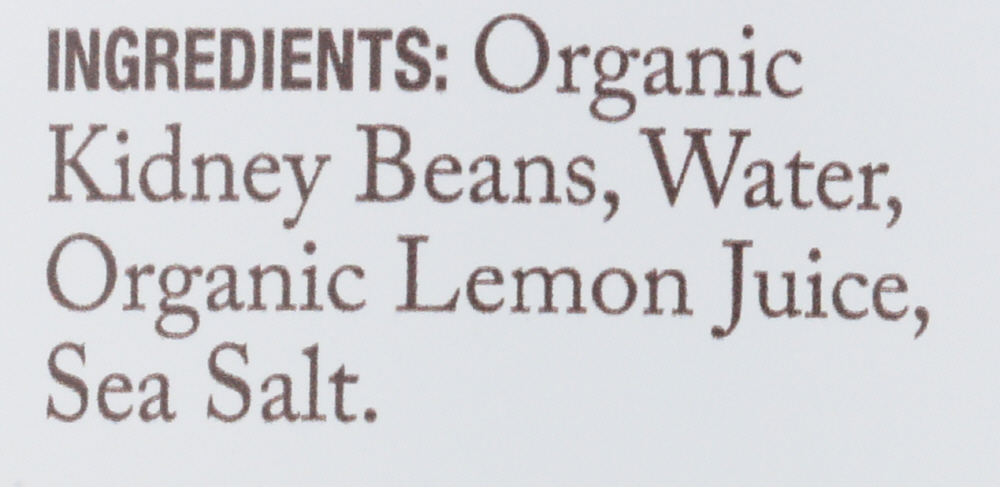 INGREDIENTS: Organic
Kidney Beans, Water,
Organic Lemon Juice,
Sea Salt.